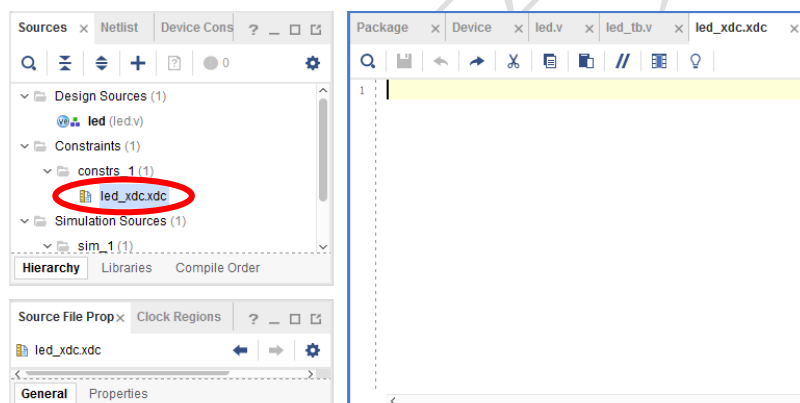 Sources Netlist Device Cons
0
Design Sources (1)
led (led.v)
Constraints (1)
constrs_1 (1)
led_xdc.xdc
Simulation Sources (1)
sim_1 (1)
Hierarchy Libraries Compile Order
Source File Prop Clock Regions
led_xdc.xdc
General Properties
Package Device led.v led_tb.v led_xdc.xdc
1